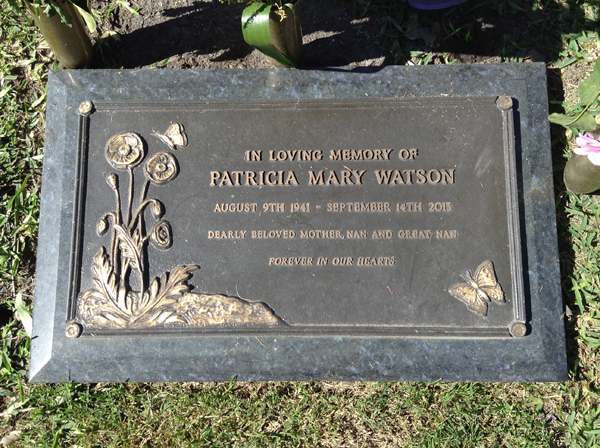 IN LOVING MEMORY OF
PATRICIA MARY WATSON
AUGUST 9TH 1941 - SEPTEMBER 14TH 2013
DEARLY BELOVED MOTHER, NAN AND GREAT NAN
FOREVER IN OUR HEARTS